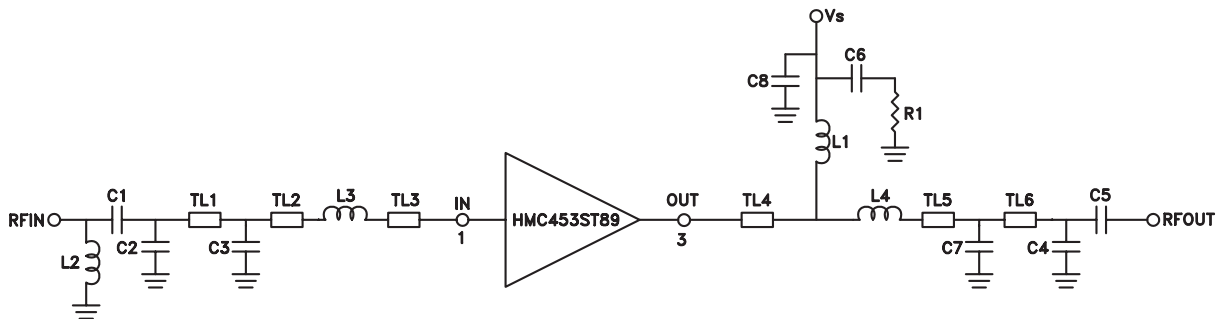 Vs
C6
C8
R1
L1
C1
TL1
TL2
L3
TL3
IN
OUT
TL4
L4
TL5
TL6
C5
RFIN
HMC453ST89
RFOUT
1
3
L2
C2
C3
C7
C4